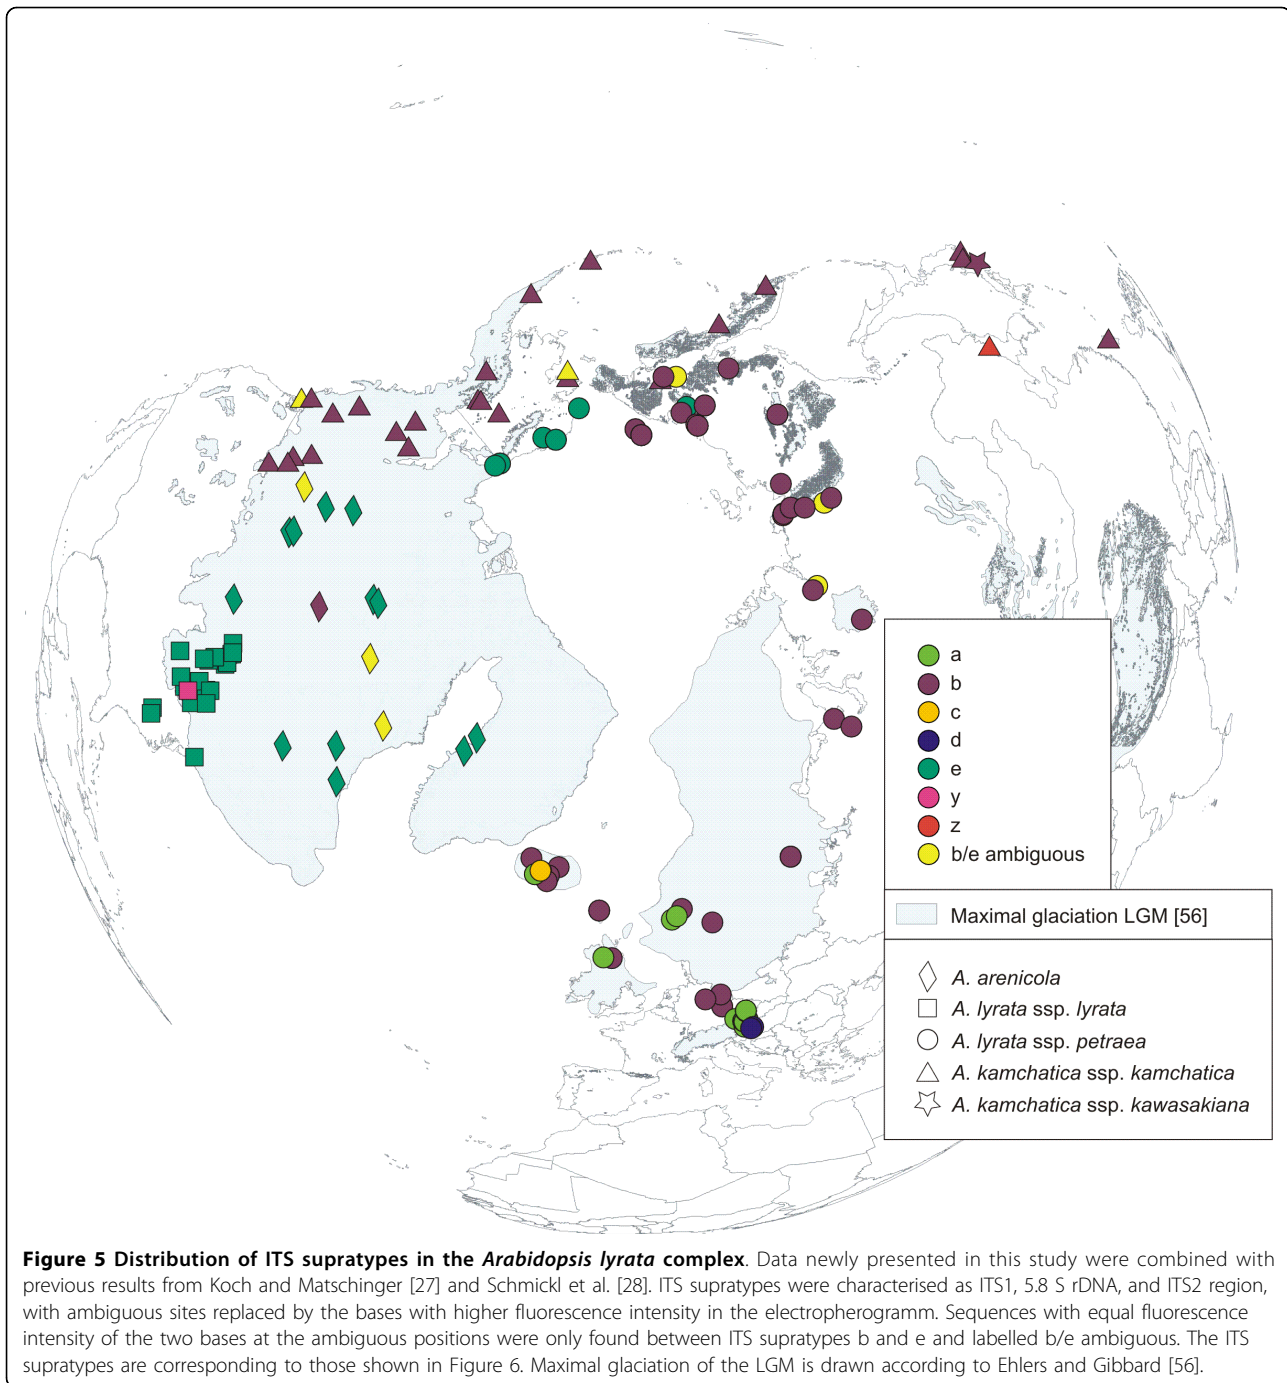 a
b
c
d
e
y
z
b/e ambiguous
Maximal glaciation LGM [56]
A. arenicola
A. lyrata ssp. lyrata
A. lyrata ssp. petraea
A. kamchatica ssp. kamchatica
A. kamchatica ssp. kawasakiana
Figure 5 Distribution of ITS supratypes in the Arabidopsis lyrata complex. Data newly presented in this study were combined with
previous results from Koch and Matschinger [27] and Schmickl et al. [28]. ITS supratypes were characterised as ITS1, 5.8 S rDNA, and ITS2 region,
with ambiguous sites replaced by the bases with higher fluorescence intensity in the electropherogramm. Sequences with equal fluorescence
intensity of the two bases at the ambiguous positions were only found between ITS supratypes b and e and labelled b/e ambiguous. The ITS
supratypes are corresponding to those shown in Figure 6. Maximal glaciation of the LGM is drawn according to Ehlers and Gibbard [56].